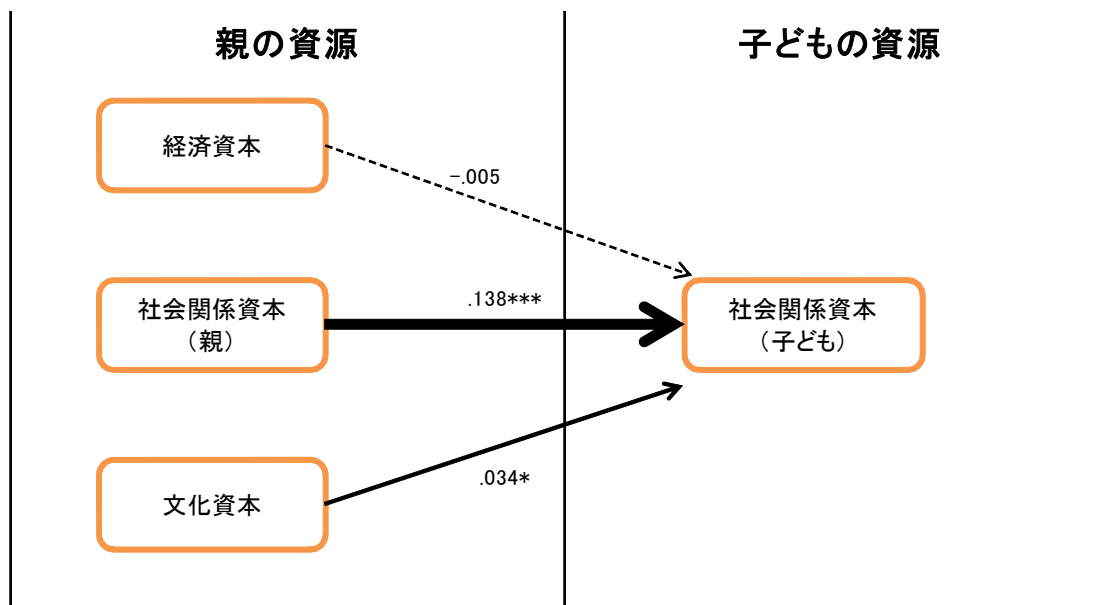 親の資源
子どもの資源
経済資本
-.005
社会関係資本
（親）
.138***
社会関係資本
（子ども）
文化資本
.034*